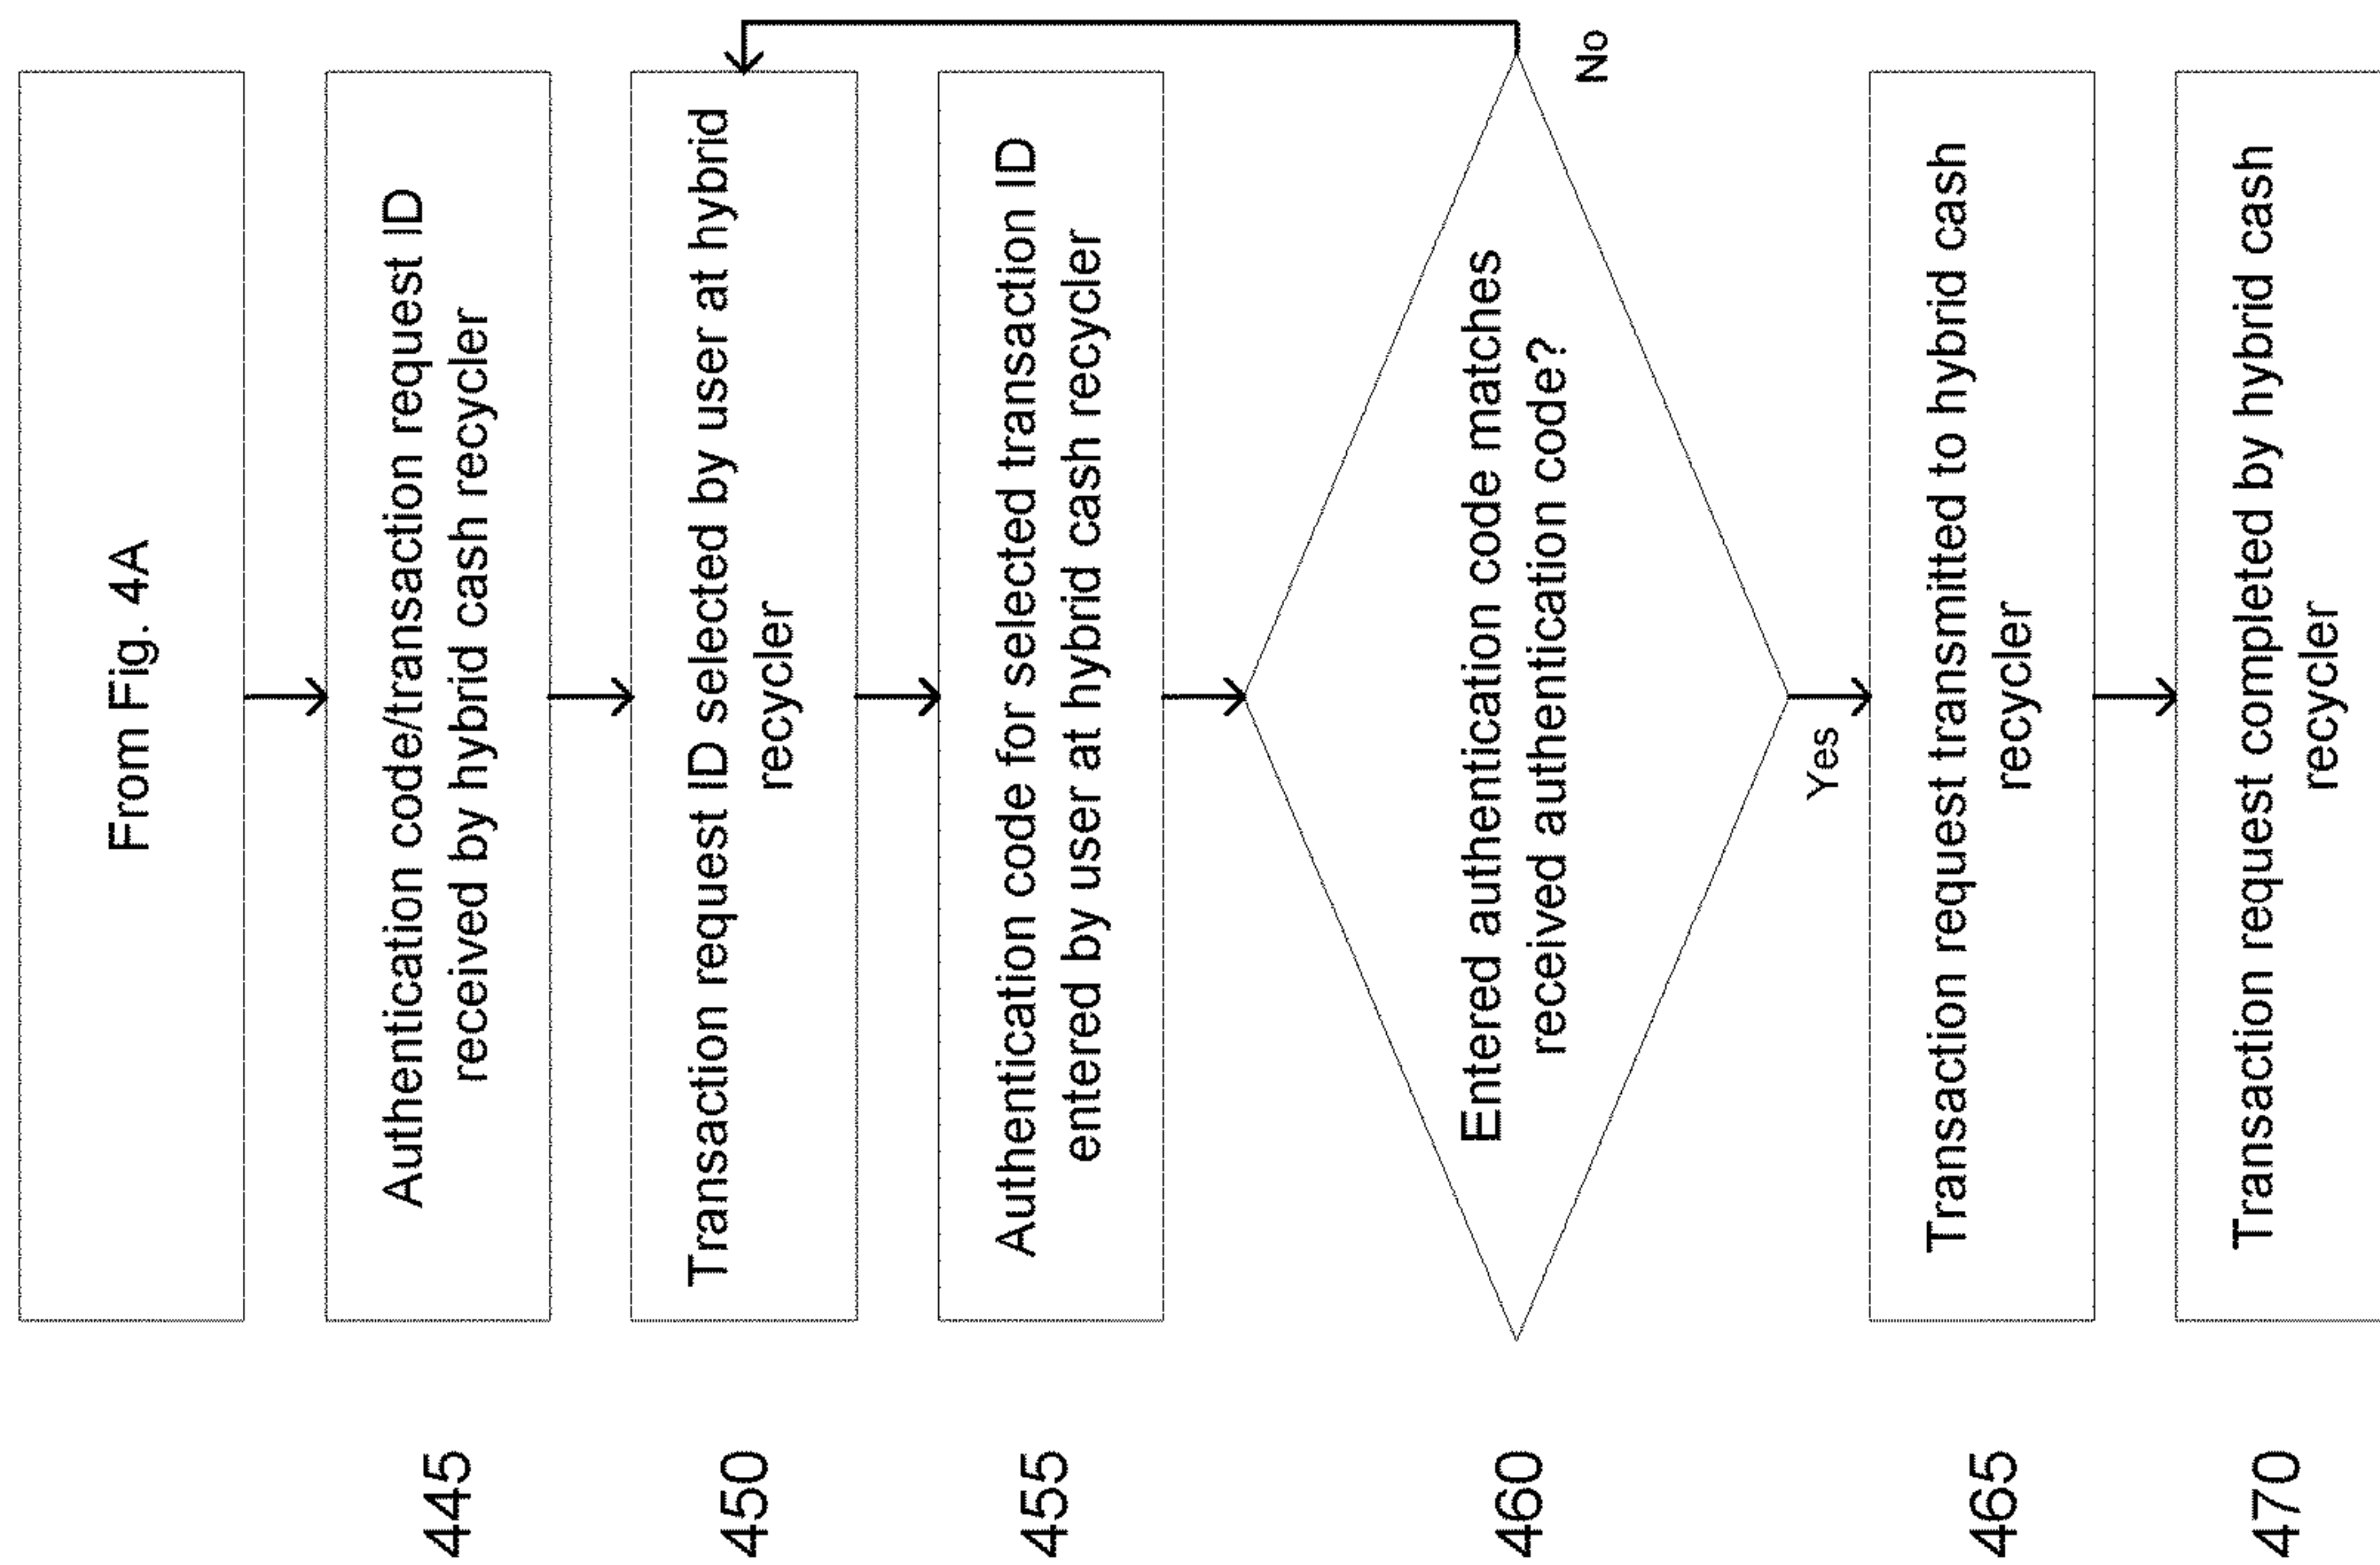 From Fig. 4A
445
Authentication code/transaction request ID
received by hybrid cash recycler
450
Transaction request ID selected by user at hybrid
recycler
455
Authentication code for selected transaction ID
entered by user at hybrid cash recycler
460
Entered authentication code matches
received authentication code?
No
Yes
465
Transaction request transmitted to hybrid cash
recycler
470
Transaction request completed by hybrid cash
recycler